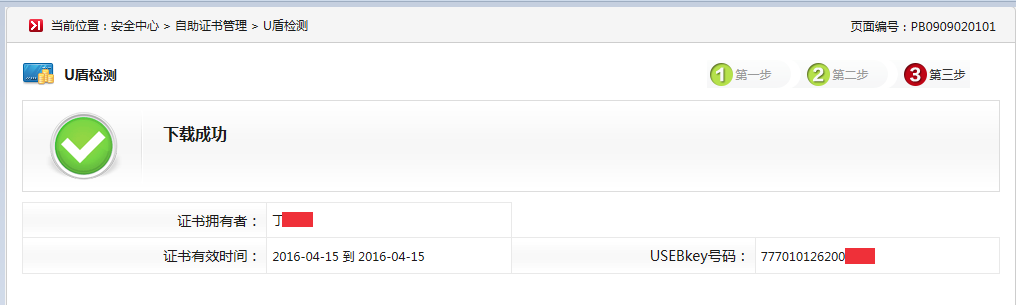 当前位置：安全中心 > 自助证书管理 > U盾检测 页面编号：PB0909020101
U盾检测 1 第一步 2 第二步 3 第三步
下载成功
证书拥有者： 丁
证书有效时间： 2016-04-15 到 2016-04-15 USEBkey号码： 777010126200